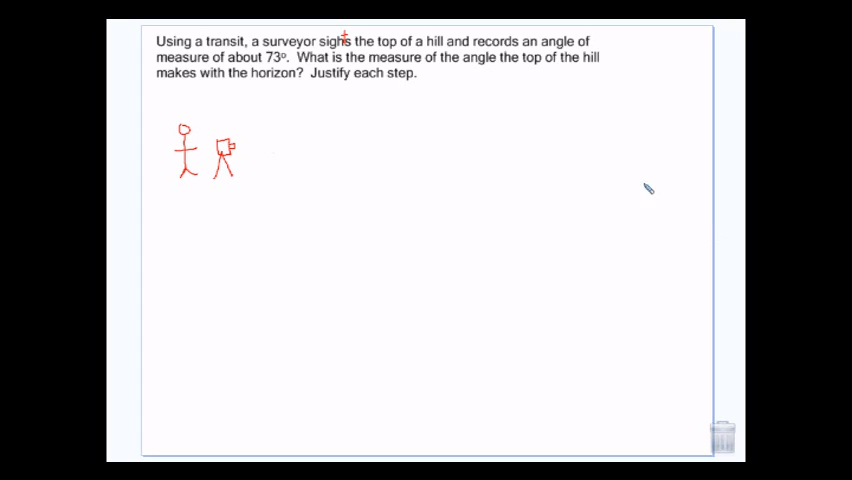 Using a transit, a surveyor sights the top of a hill and records an angle of
measure of about 73º.  What is the measure of the angle the top of the hill
makes with the horizon?  Justify each step.